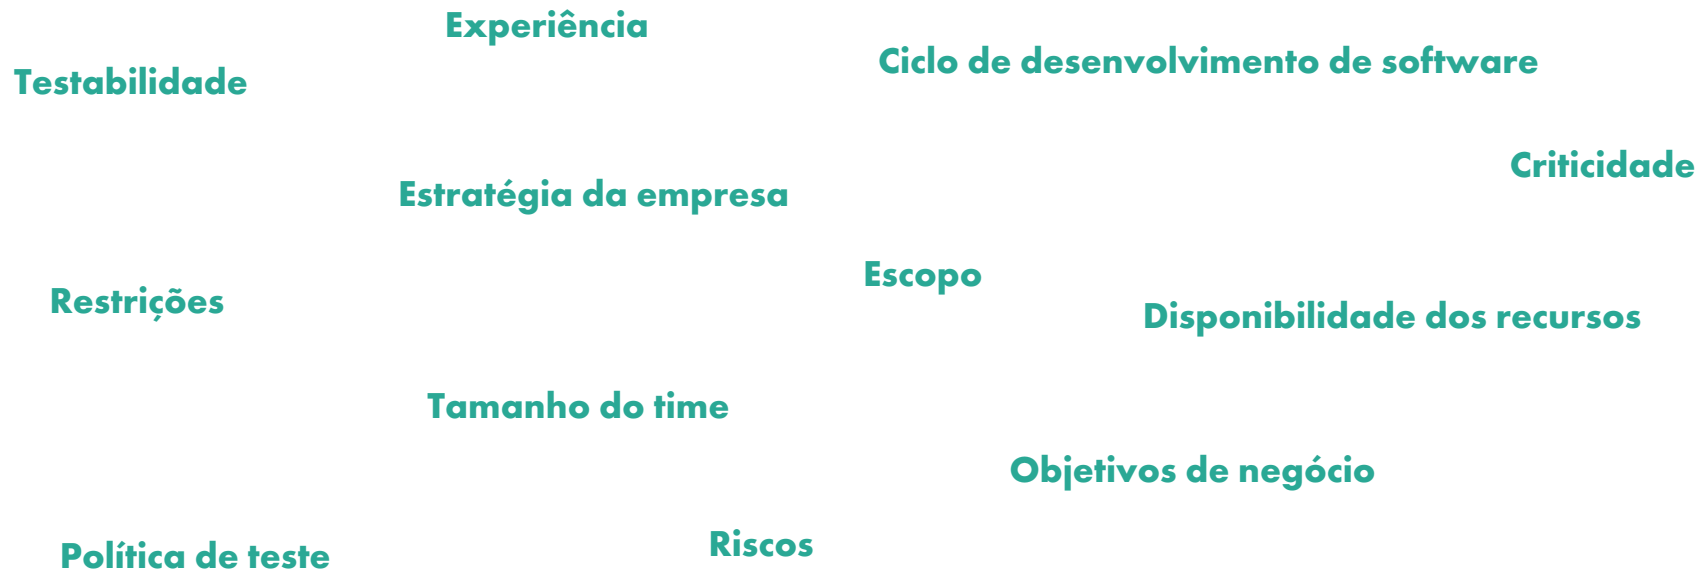 Experiência
Ciclo de desenvolvimento de software
Testabilidade
Criticidade
Estratégia da empresa
Escopo
Restrições
Disponibilidade dos recursos
Tamanho do time
Objetivos de negócio
Riscos
Política de teste